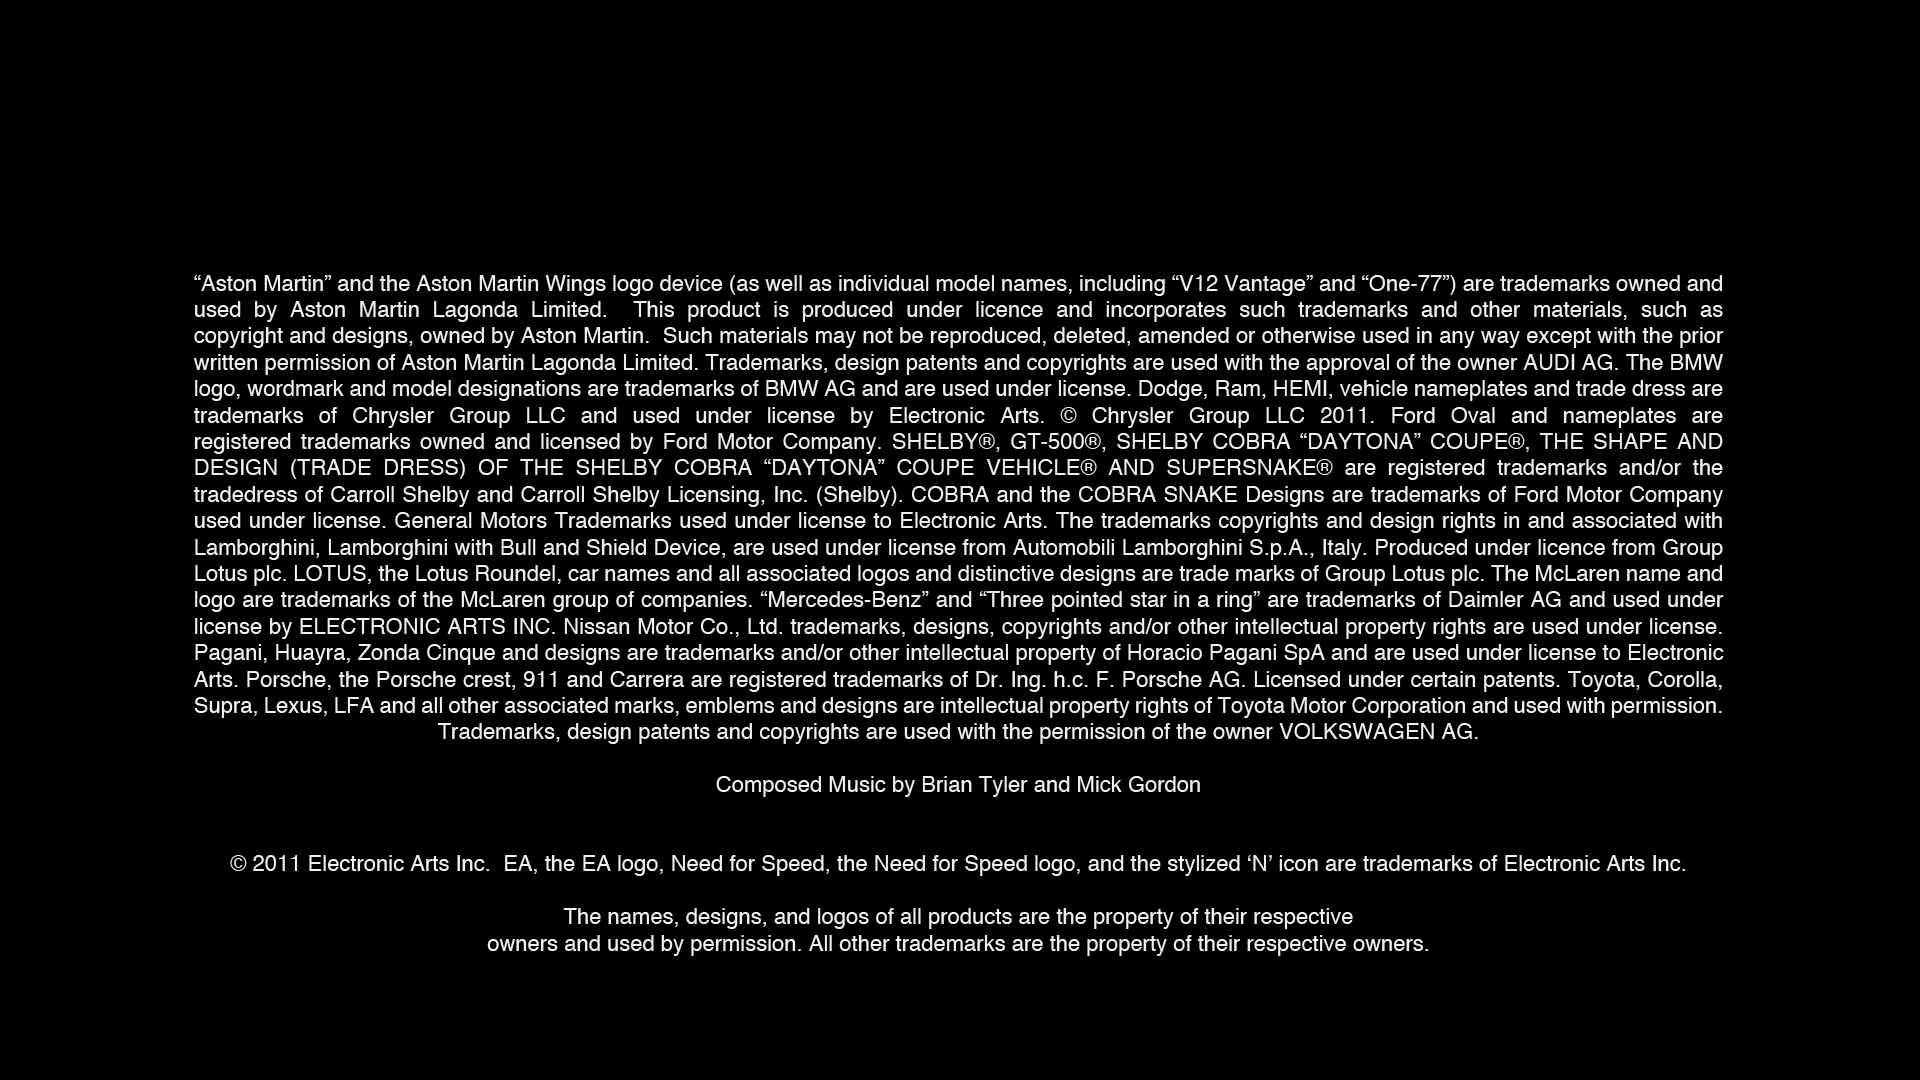 “Aston Martin” and the Aston Martin Wings logo device (as well as individual model names, including “V12 Vantage” and “One-77”) are trademarks owned and
used by Aston Martin Lagonda Limited.  This product is produced under licence and incorporates such trademarks and other materials, such as
copyright and designs, owned by Aston Martin.  Such materials may not be reproduced, deleted, amended or otherwise used in any way except with the prior
written permission of Aston Martin Lagonda Limited. Trademarks, design patents and copyrights are used with the approval of the owner AUDI AG. The BMW
logo, wordmark and model designations are trademarks of BMW AG and are used under license. Dodge, Ram, HEMI, vehicle nameplates and trade dress are
trademarks of Chrysler Group LLC and used under license by Electronic Arts. © Chrysler Group LLC 2011. Ford Oval and nameplates are
registered trademarks owned and licensed by Ford Motor Company. SHELBY®, GT-500®, SHELBY COBRA “DAYTONA” COUPE®, THE SHAPE AND
DESIGN (TRADE DRESS) OF THE SHELBY COBRA “DAYTONA” COUPE VEHICLE® AND SUPERSNAKE® are registered trademarks and/or the
tradedress of Carroll Shelby and Carroll Shelby Licensing, Inc. (Shelby). COBRA and the COBRA SNAKE Designs are trademarks of Ford Motor Company
used under license. General Motors Trademarks used under license to Electronic Arts. The trademarks copyrights and design rights in and associated with
Lamborghini, Lamborghini with Bull and Shield Device, are used under license from Automobili Lamborghini S.p.A., Italy. Produced under licence from Group
Lotus plc. LOTUS, the Lotus Roundel, car names and all associated logos and distinctive designs are trade marks of Group Lotus plc. The McLaren name and
logo are trademarks of the McLaren group of companies. “Mercedes-Benz” and “Three pointed star in a ring” are trademarks of Daimler AG and used under
license by ELECTRONIC ARTS INC. Nissan Motor Co., Ltd. trademarks, designs, copyrights and/or other intellectual property rights are used under license.
Pagani, Huayra, Zonda Cinque and designs are trademarks and/or other intellectual property of Horacio Pagani SpA and are used under license to Electronic
Arts. Porsche, the Porsche crest, 911 and Carrera are registered trademarks of Dr. Ing. h.c. F. Porsche AG. Licensed under certain patents. Toyota, Corolla,
Supra, Lexus, LFA and all other associated marks, emblems and designs are intellectual property rights of Toyota Motor Corporation and used with permission.
Trademarks, design patents and copyrights are used with the permission of the owner VOLKSWAGEN AG.
Composed Music by Brian Tyler and Mick Gordon
© 2011 Electronic Arts Inc.  EA, the EA logo, Need for Speed, the Need for Speed logo, and the stylized ‘N’ icon are trademarks of Electronic Arts Inc.
The names, designs, and logos of all products are the property of their respective
owners and used by permission. All other trademarks are the property of their respective owners.